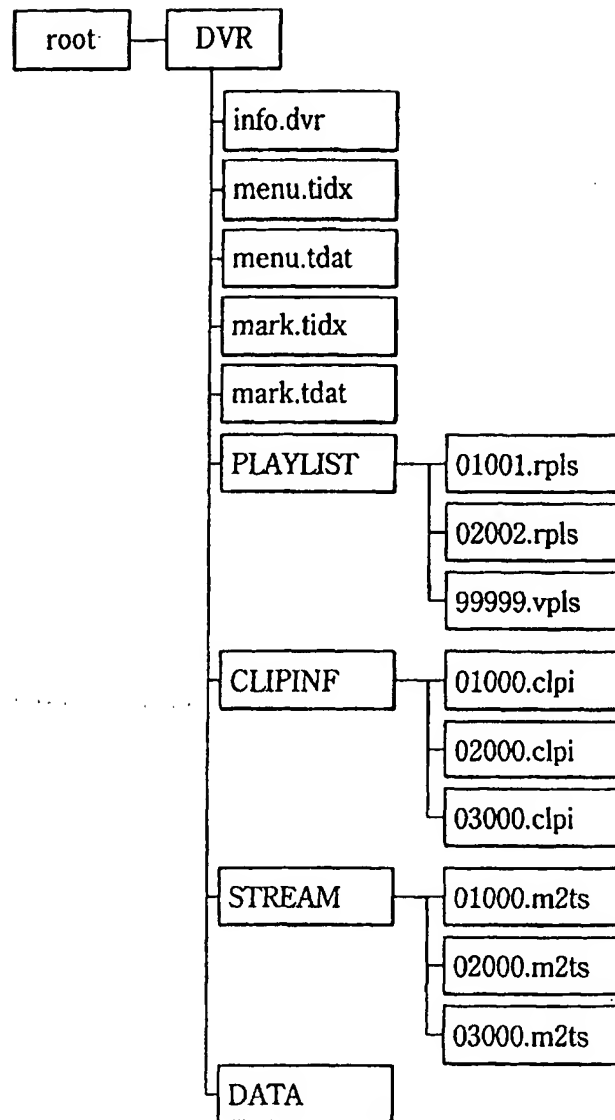 root DVR
info.dvr
menu.tidx
menu.tdat
mark.tidx
mark.tdat
PLAYLIST 01001.rpls
02002.rpls
99999.vpls
CLIPINF 01000.clpi
02000.clpi
03000.clpi
STREAM 01000.m2ts
02000.m2ts
03000.m2ts
DATA